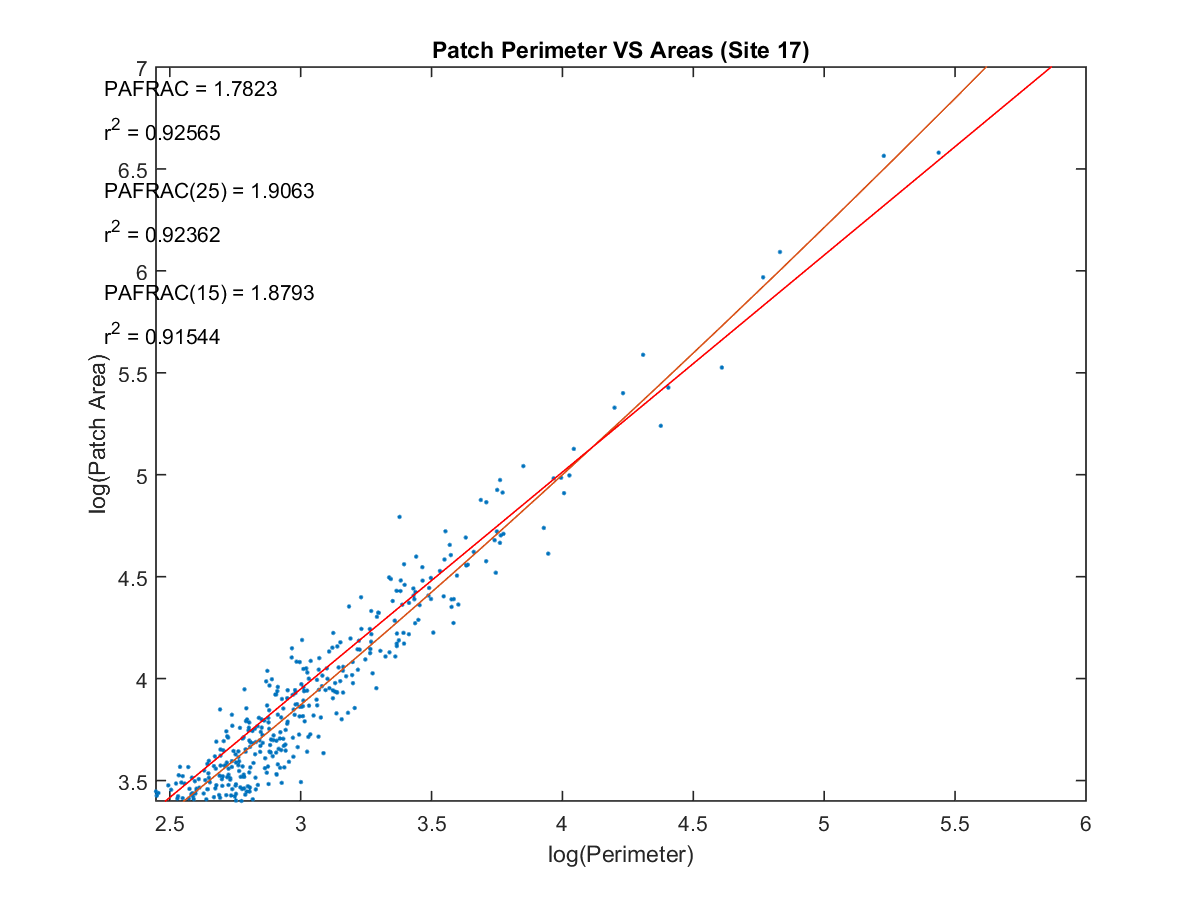 Patch Perimeter VS Areas (Site 17)
7
PAFRAC = 1.7823
r² = 0.92565
6.5
PAFRAC(25) = 1.9063
r² = 0.92362
6
PAFRAC(15) = 1.8793
r² = 0.91544
5.5
log(Patch Area)
5
4.5
4
3.5
2.5 3 3.5 4 4.5 5 5.5 6
log(Perimeter)